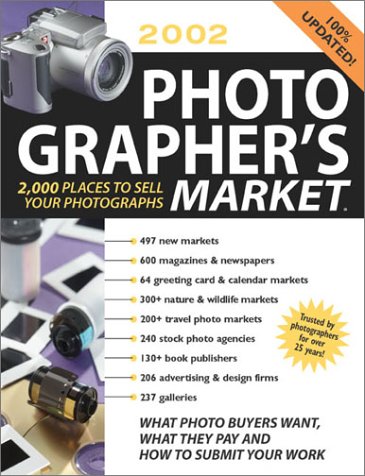 2002
100%
UPDATED!
PHOTO
GRAPHER'S
MARKET
2,000 PLACES TO SELL
YOUR PHOTOGRAPHS
497 new markets
600 magazines & newspapers
64 greeting card & calendar markets
300+ nature & wildlife markets
200+ travel photo markets
240 stock photo agencies
130+ book publishers
206 advertising & design firms
237 galleries
Trusted by
photographers
for over
25 years!
WHAT PHOTO BUYERS WANT,
WHAT THEY PAY AND
HOW TO SUBMIT YOUR WORK